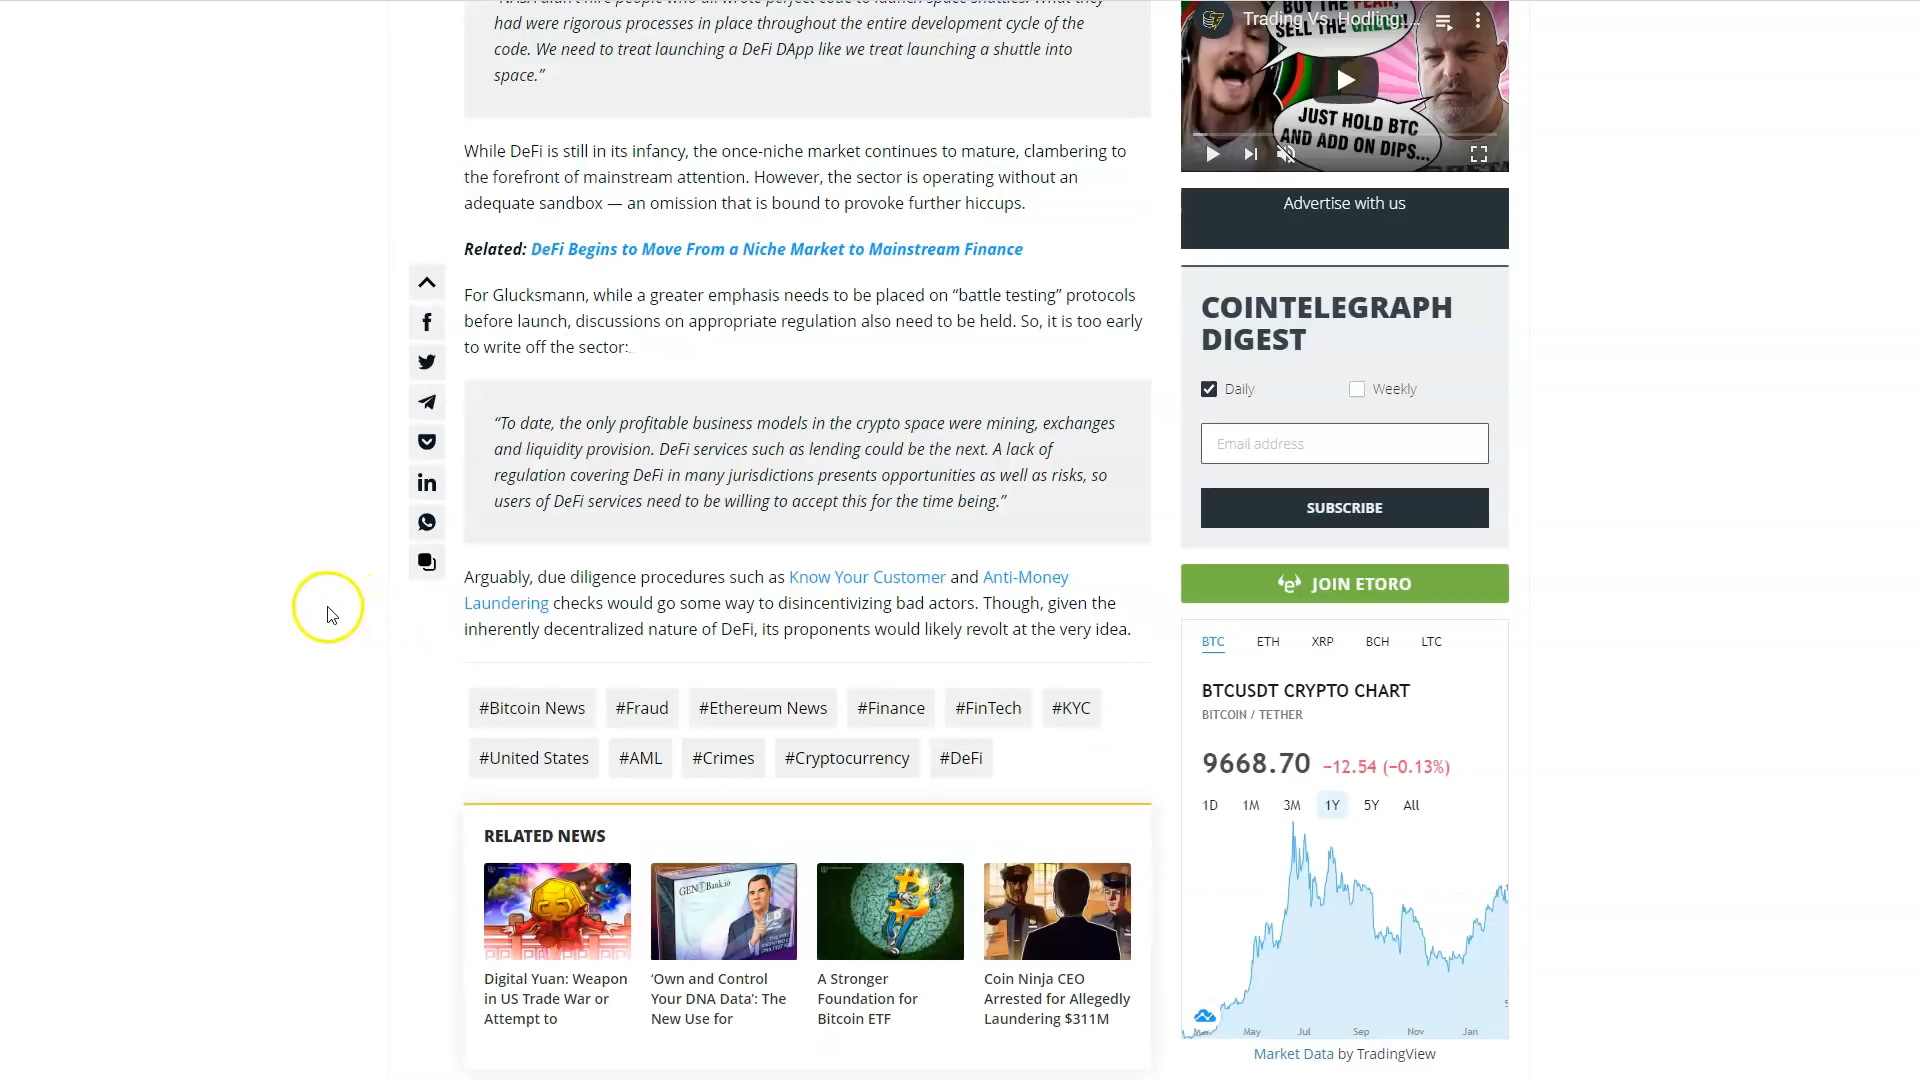 had were rigorous processes in place throughout the entire development cycle of the
code. We need to treat launching a DeFi DApp like we treat launching a shuttle into
space.”
While DeFi is still in its infancy, the once-niche market continues to mature, clambering to
the forefront of mainstream attention. However, the sector is operating without an
adequate sandbox — an omission that is bound to provoke further hiccups.
Related: DeFi Begins to Move From a Niche Market to Mainstream Finance
For Glucksmann, while a greater emphasis needs to be placed on “battle testing” protocols
before launch, discussions on appropriate regulation also need to be held. So, it is too early
to write off the sector:
“To date, the only profitable business models in the crypto space were mining, exchanges
and liquidity provision. DeFi services such as lending could be the next. A lack of
regulation covering DeFi in many jurisdictions presents opportunities as well as risks, so
users of DeFi services need to be willing to accept this for the time being.”
Arguably, due diligence procedures such as Know Your Customer and Anti-Money
Laundering checks would go some way to disincentivizing bad actors. Though, given the
inherently decentralized nature of DeFi, its proponents would likely revolt at the very idea.
#Bitcoin News #Fraud #Ethereum News #Finance #FinTech #KYC
#United States #AML #Crimes #Cryptocurrency #DeFi
RELATED NEWS
GEN Bank.io
Digital Yuan: Weapon
in US Trade War or
Attempt to
‘Own and Control
Your DNA Data’: The
New Use for
A Stronger
Foundation for
Bitcoin ETF
Coin Ninja CEO
Arrested for Allegedly
Laundering $311M
Trading Vs. Hodling:...
BUY THE FEAR,
SELL THE GREED!
JUST HOLD BTC
AND ADD ON DIPS...
Advertise with us
COINTELEGRAPH
DIGEST
Daily Weekly
Email address
SUBSCRIBE
JOIN ETORO
BTC ETH XRP BCH LTC
BTCUSDT CRYPTO CHART
BITCOIN / TETHER
9668.70 −12.54 (−0.13%)
1D 1M 3M 1Y 5Y All
May Jul Sep Nov Jan
Market Data by TradingView